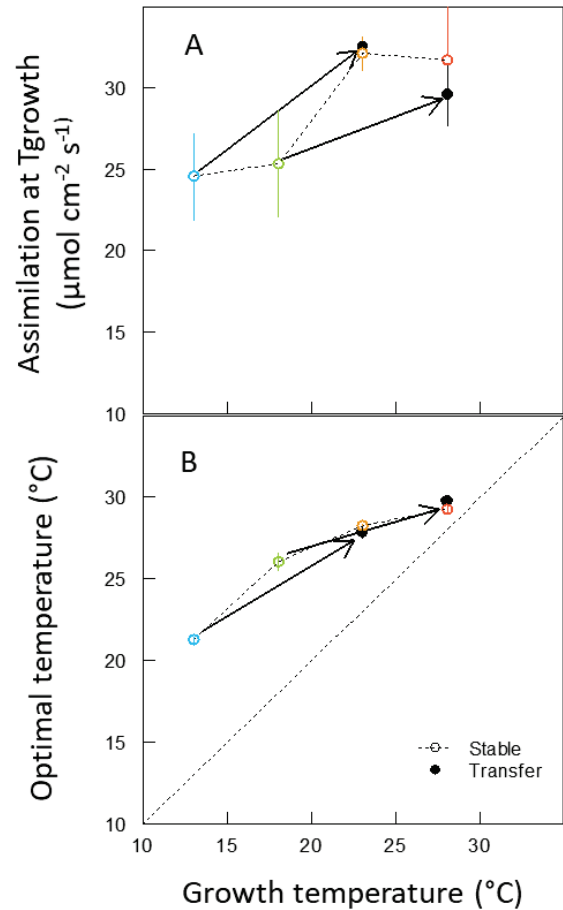 A
Assimilation at Tgrowth
(μmol cm⁻² s⁻¹)
30
25
20
15
10
B
Optimal temperature (°C)
30
25
20
15
10
Stable
Transfer
10
15
20
25
30
Growth temperature (°C)